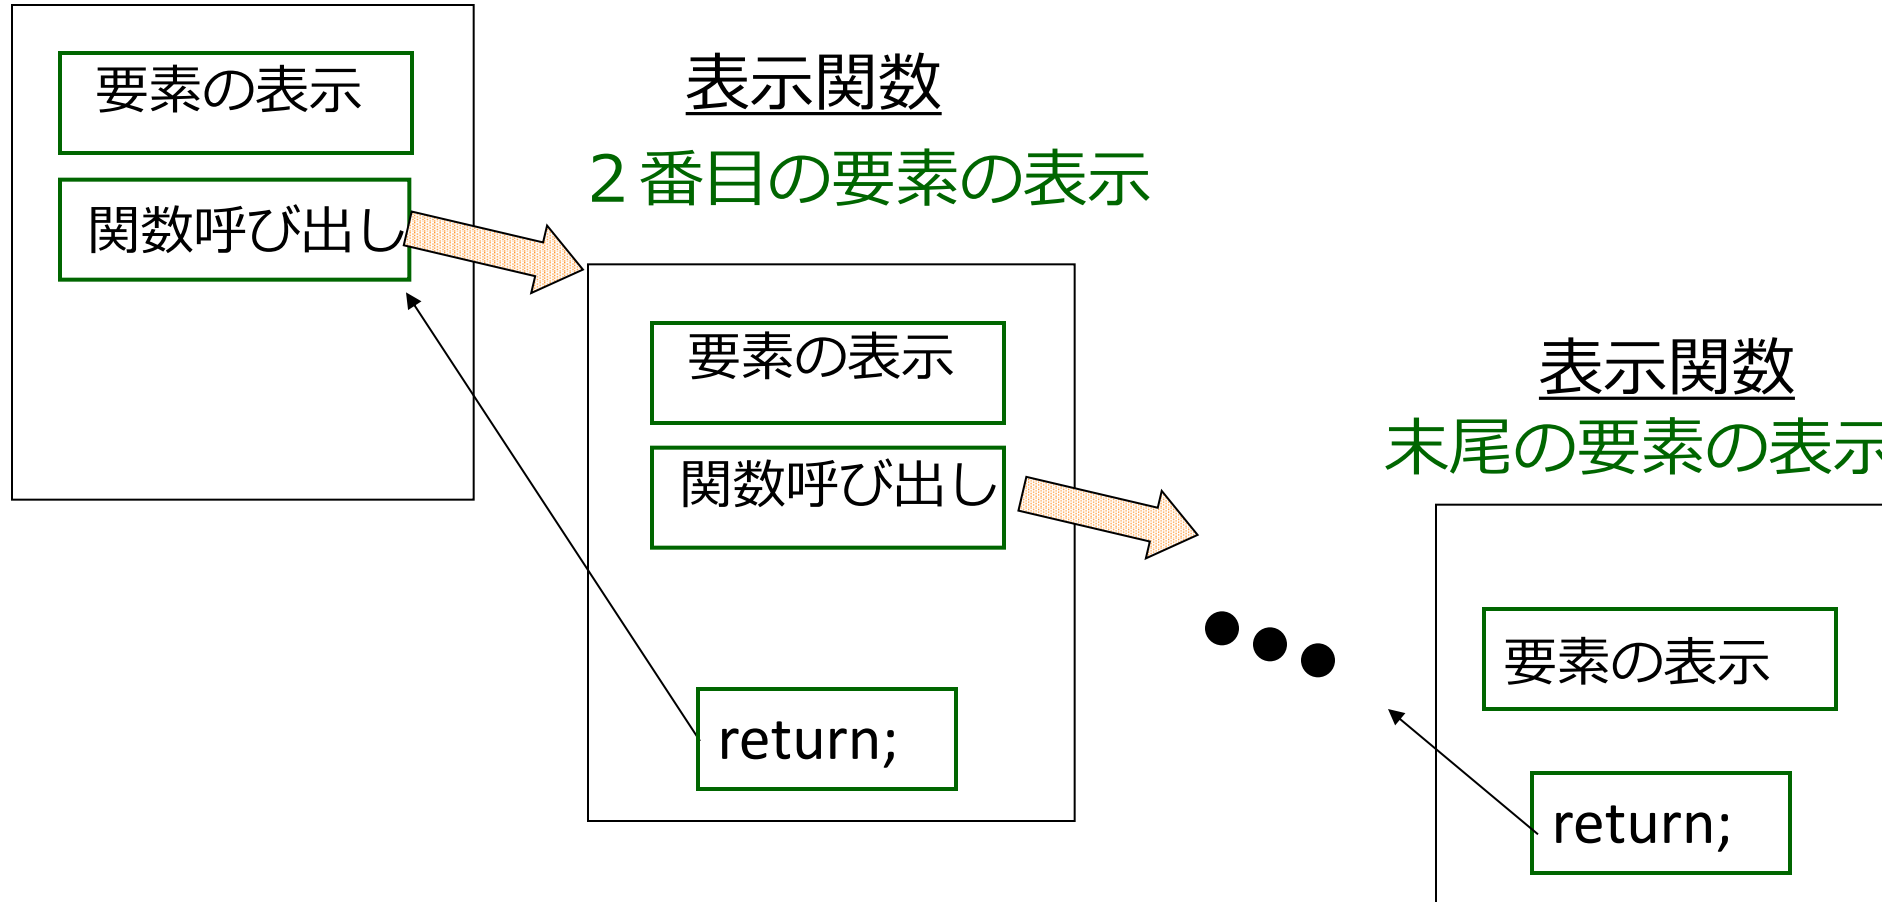 要素の表示
関数呼び出し
表示関数
2番目の要素の表示
要素の表示
関数呼び出し
return;
表示関数
末尾の要素の表示
要素の表示
return;